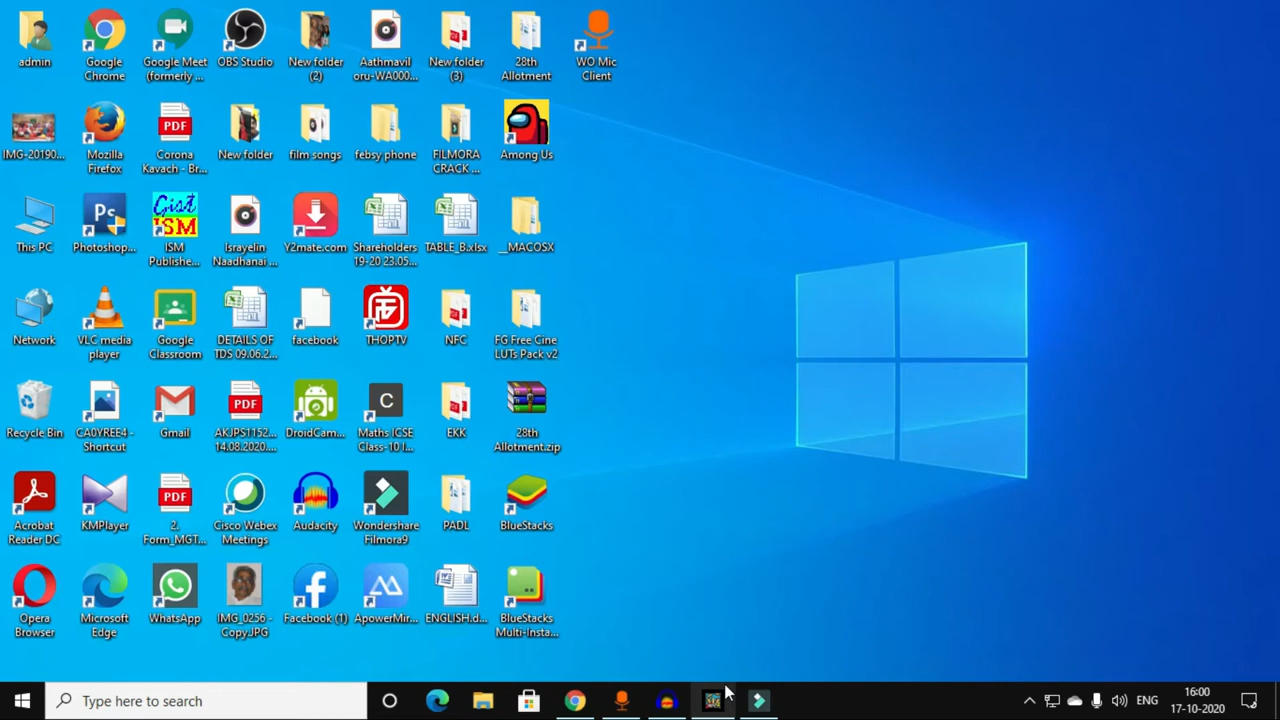 admin
Google
Chrome
Google Meet
(formerly ...
OBS Studio
New folder
(2)
Aathmavil
oru-WA000...
New folder
(3)
28th
Allotment
WO Mic
Client
IMG-20190...
Mozilla
Firefox
PDF
Corona
Kavach - Br...
New folder
film songs
febsy phone
FILMORA
CRACK ...
Among Us
This PC
Ps
Photoshop...
Gist
ISM
ISM
Publishe...
Israyelin
Naadhanai ...
Y2mate.com
Shareholders
19-20 23.05...
TABLE_B.xlsx
__MACOSX
Network
VLC media
player
Google
Classroom
DETAILS OF
TDS 09.06.2...
facebook
THOPTV
NFC
FG Free Cine
LUTs Pack v2
Recycle Bin
CA0YREE4 -
Shortcut
Gmail
PDF
AKJPS1152...
14.08.2020...
DroidCam...
C
Maths ICSE
Class-10 I...
EKK
28th
Allotment.zip
Acrobat
Reader DC
KMPlayer
PDF
2.
Form_MGT...
Cisco Webex
Meetings
Audacity
Wondershare
Filmora9
PADL
BlueStacks
Opera
Browser
Microsoft
Edge
WhatsApp
IMG_0256 -
Copy.JPG
Facebook (1)
ApowerMir...
ENGLISH.d...
BlueStacks
Multi-Insta...
Type here to search
ENG
16:00
17-10-2020